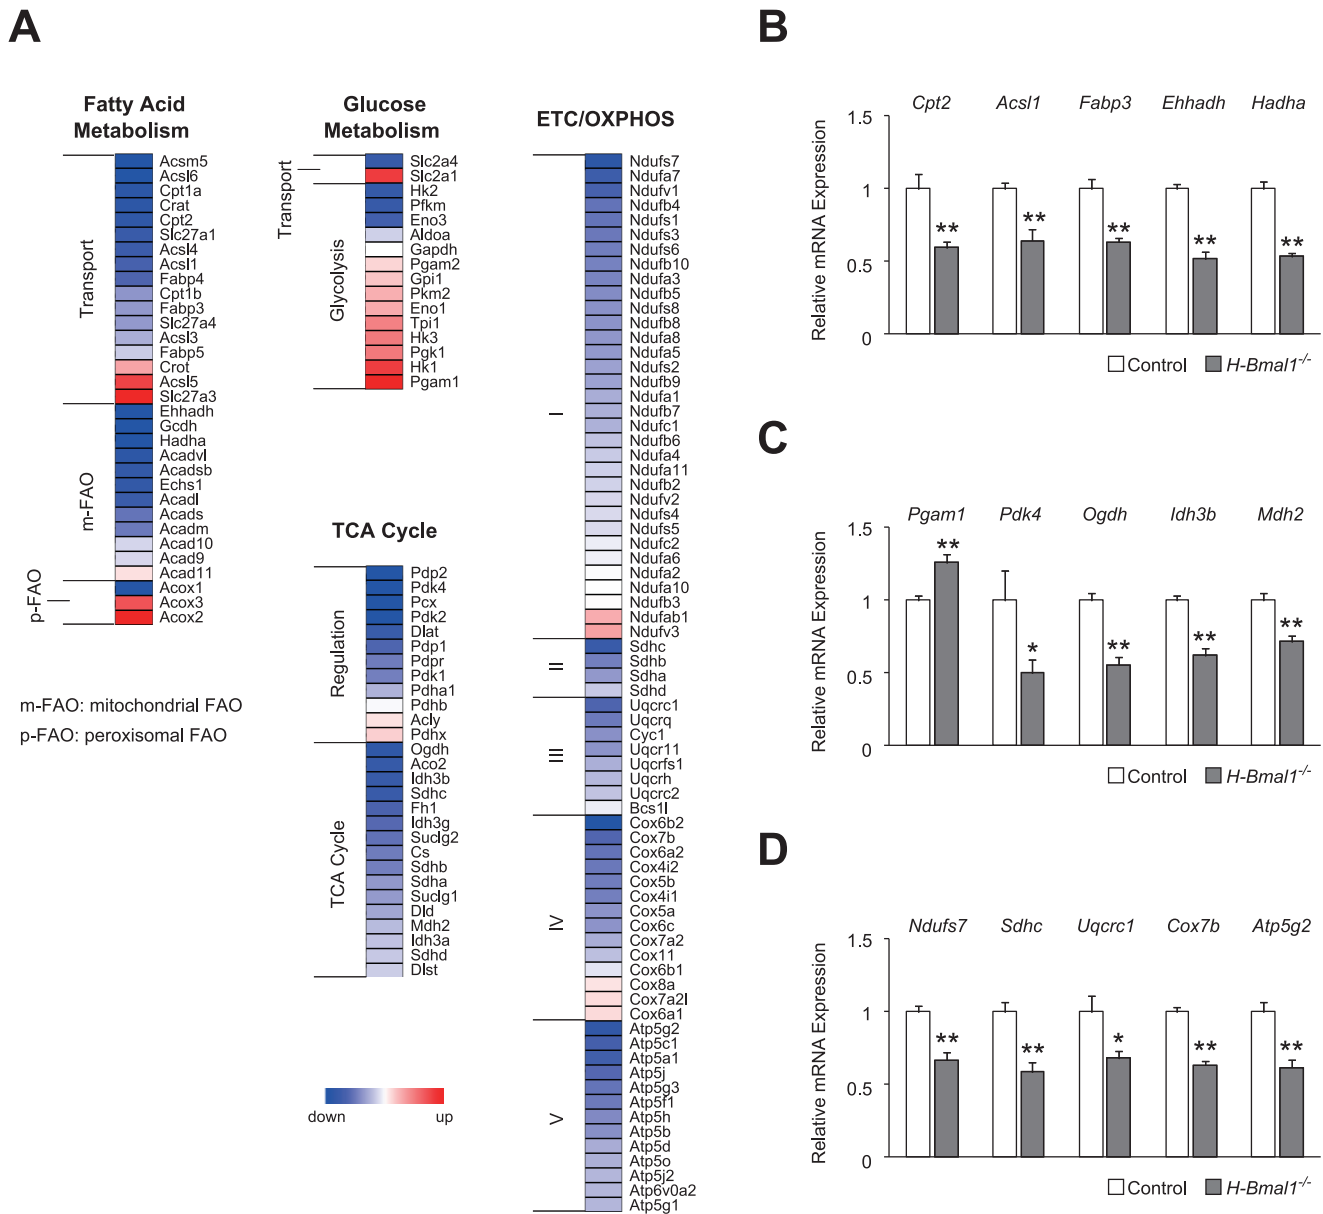 A
Fatty Acid
Metabolism
Transport
Acsm5
Acsl6
Cpt1a
Crat
Cpt2
Slc27a1
Acsl4
Acsl1
Fabp4
Cpt1b
Fabp3
Slc27a4
Acsl3
Fabp5
Crot
Acsl5
Slc27a3
m-FAO
Ehhadh
Gcdh
Hadha
Acadvl
Acadsb
Echs1
Acadl
Acads
Acadm
Acad10
Acad9
Acad11
p-FAO
Acox1
Acox3
Acox2
m-FAO: mitochondrial FAO
p-FAO: peroxisomal FAO
Glucose
Metabolism
Transport
Slc2a4
Slc2a1
Glycolysis
Hk2
Pfkm
Eno3
Aldoa
Gapdh
Pgam2
Gpi1
Pkm2
Eno1
Tpi1
Hk3
Pgk1
Hk1
Pgam1
TCA Cycle
Regulation
Pdp2
Pdk4
Pcx
Pdk2
Dlat
Pdp1
Pdpr
Pdk1
Pdha1
Pdhb
Acly
Pdhx
TCA Cycle
Ogdh
Aco2
Idh3b
Sdhc
Fh1
Idh3g
Suclg2
Cs
Sdhb
Sdha
Suclg1
Dld
Mdh2
Idh3a
Sdhd
Dlst
down up
ETC/OXPHOS
I
Ndufs7
Ndufa7
Ndufv1
Ndufb4
Ndufs1
Ndufs3
Ndufs6
Ndufb10
Ndufa3
Ndufb5
Ndufs8
Ndufb8
Ndufa8
Ndufa5
Ndufs2
Ndufb9
Ndufa1
Ndufb7
Ndufc1
Ndufb6
Ndufa4
Ndufa11
Ndufb2
Ndufv2
Ndufs4
Ndufs5
Ndufc2
Ndufa6
Ndufa2
Ndufa10
Ndufb3
Ndufab1
Ndufv3
II
Sdhc
Sdhb
Sdha
Sdhd
III
Uqcrc1
Uqcrq
Cyc1
Uqcr11
Uqcrfs1
Uqcrh
Uqcrc2
Bcs1l
IV
Cox6b2
Cox7b
Cox6a2
Cox4i2
Cox5b
Cox4i1
Cox5a
Cox6c
Cox7a2
Cox11
Cox6b1
Cox8a
Cox7a2l
Cox6a1
V
Atp5g2
Atp5c1
Atp5a1
Atp5j
Atp5g3
Atp5f1
Atp5h
Atp5b
Atp5d
Atp5o
Atp5j2
Atp6v0a2
Atp5g1
B
Cpt2 Acsl1 Fabp3 Ehhadh Hadha
Relative mRNA Expression
1.5
1
0.5
0
** ** ** ** **
Control H-Bmal1-/-
C
Pgam1 Pdk4 Ogdh Idh3b Mdh2
Relative mRNA Expression
1.5
1
0.5
0
** * ** ** **
Control H-Bmal1-/-
D
Ndufs7 Sdhc Uqcrc1 Cox7b Atp5g2
Relative mRNA Expression
1.5
1
0.5
0
** ** * ** **
Control H-Bmal1-/-